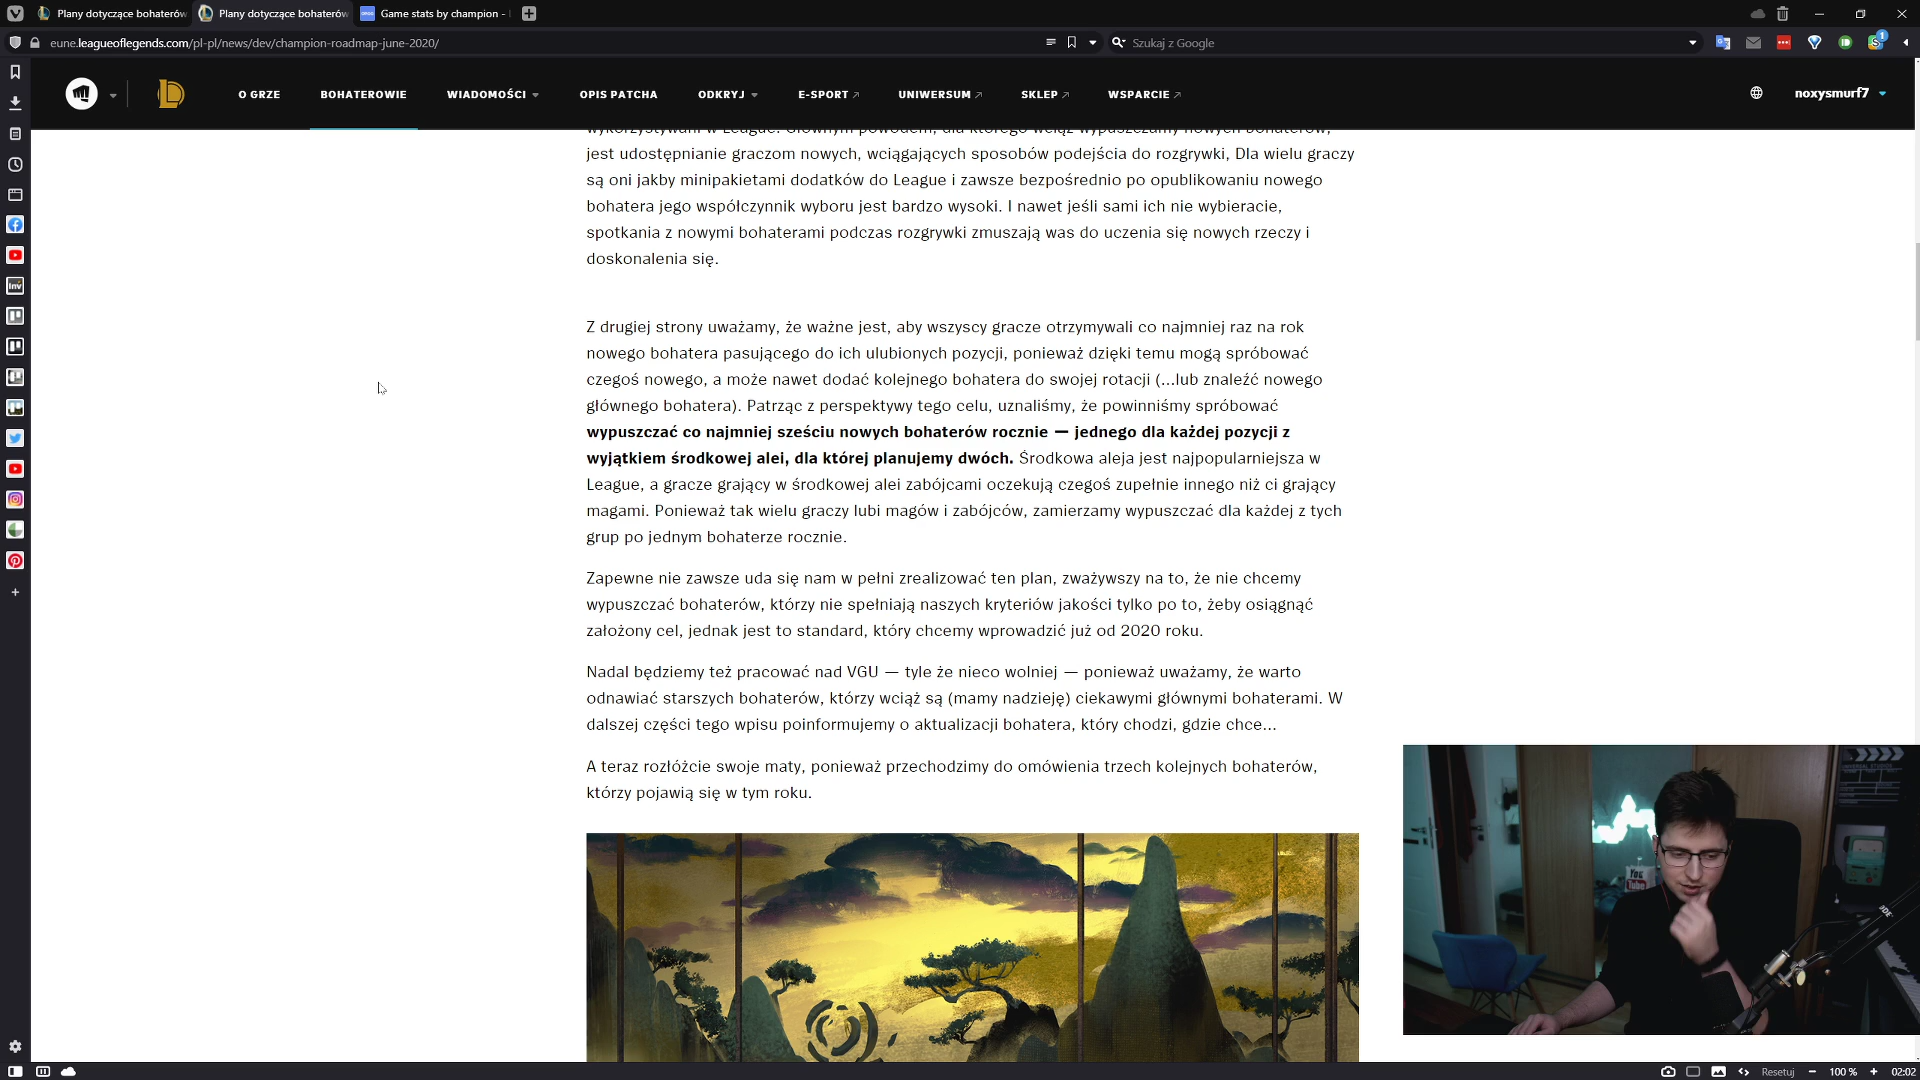 Plany dotyczące bohaterów
Plany dotyczące bohaterów
Game stats by champion -
eune.leagueoflegends.com/pl-pl/news/dev/champion-roadmap-june-2020/
Szukaj z Google
1
O GRZE
BOHATEROWIE
WIADOMOŚCI
OPIS PATCHA
ODKRYJ
E-SPORT
UNIWERSUM
SKLEP
WSPARCIE
noxysmurf7
wykorzystywani w League. Głównym powodem, dla którego wciąż wypuszczamy nowych bohaterów,
jest udostępnianie graczom nowych, wciągających sposobów podejścia do rozgrywki, Dla wielu graczy
są oni jakby minipakietami dodatków do League i zawsze bezpośrednio po opublikowaniu nowego
bohatera jego współczynnik wyboru jest bardzo wysoki. I nawet jeśli sami ich nie wybieracie,
spotkania z nowymi bohaterami podczas rozgrywki zmuszają was do uczenia się nowych rzeczy i
doskonalenia się.
Z drugiej strony uważamy, że ważne jest, aby wszyscy gracze otrzymywali co najmniej raz na rok
nowego bohatera pasującego do ich ulubionych pozycji, ponieważ dzięki temu mogą spróbować
czegoś nowego, a może nawet dodać kolejnego bohatera do swojej rotacji (...lub znaleźć nowego
głównego bohatera). Patrząc z perspektywy tego celu, uznaliśmy, że powinniśmy spróbować
wypuszczać co najmniej sześciu nowych bohaterów rocznie — jednego dla każdej pozycji z
wyjątkiem środkowej alei, dla której planujemy dwóch. Środkowa aleja jest najpopularniejsza w
League, a gracze grający w środkowej alei zabójcami oczekują czegoś zupełnie innego niż ci grający
magami. Ponieważ tak wielu graczy lubi magów i zabójców, zamierzamy wypuszczać dla każdej z tych
grup po jednym bohaterze rocznie.
Zapewne nie zawsze uda się nam w pełni zrealizować ten plan, zważywszy na to, że nie chcemy
wypuszczać bohaterów, którzy nie spełniają naszych kryteriów jakości tylko po to, żeby osiągnąć
założony cel, jednak jest to standard, który chcemy wprowadzić już od 2020 roku.
Nadal będziemy też pracować nad VGU — tyle że nieco wolniej — ponieważ uważamy, że warto
odnawiać starszych bohaterów, którzy wciąż są (mamy nadzieję) ciekawymi głównymi bohaterami. W
dalszej części tego wpisu poinformujemy o aktualizacji bohatera, który chodzi, gdzie chce...
A teraz rozłóżcie swoje maty, ponieważ przechodzimy do omówienia trzech kolejnych bohaterów,
którzy pojawią się w tym roku.
Inv
You
Tube
RØDE
Resetuj
100 %
02:02